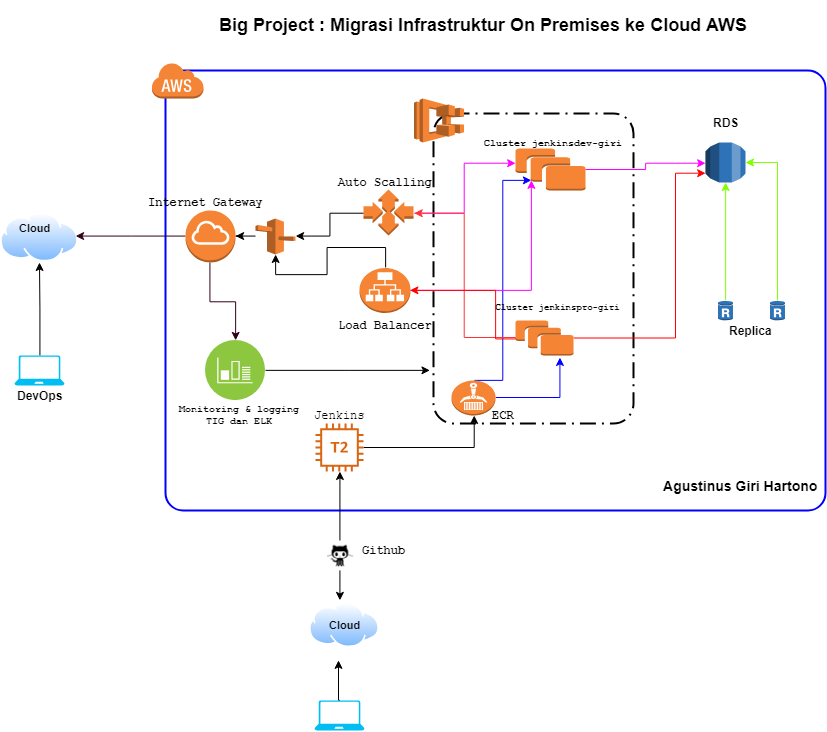 Big Project : Migrasi Infrastruktur On Premises ke Cloud AWS
AWS
RDS
Cluster jenkinsdev-giri
Auto Scalling
Internet Gateway
Cloud
Load Balancer
Cluster jenkinspro-giri
R
R
Replica
DevOps
Monitoring & logging
TIG dan ELK
Jenkins
ECR
T2
Agustinus Giri Hartono
Github
Cloud